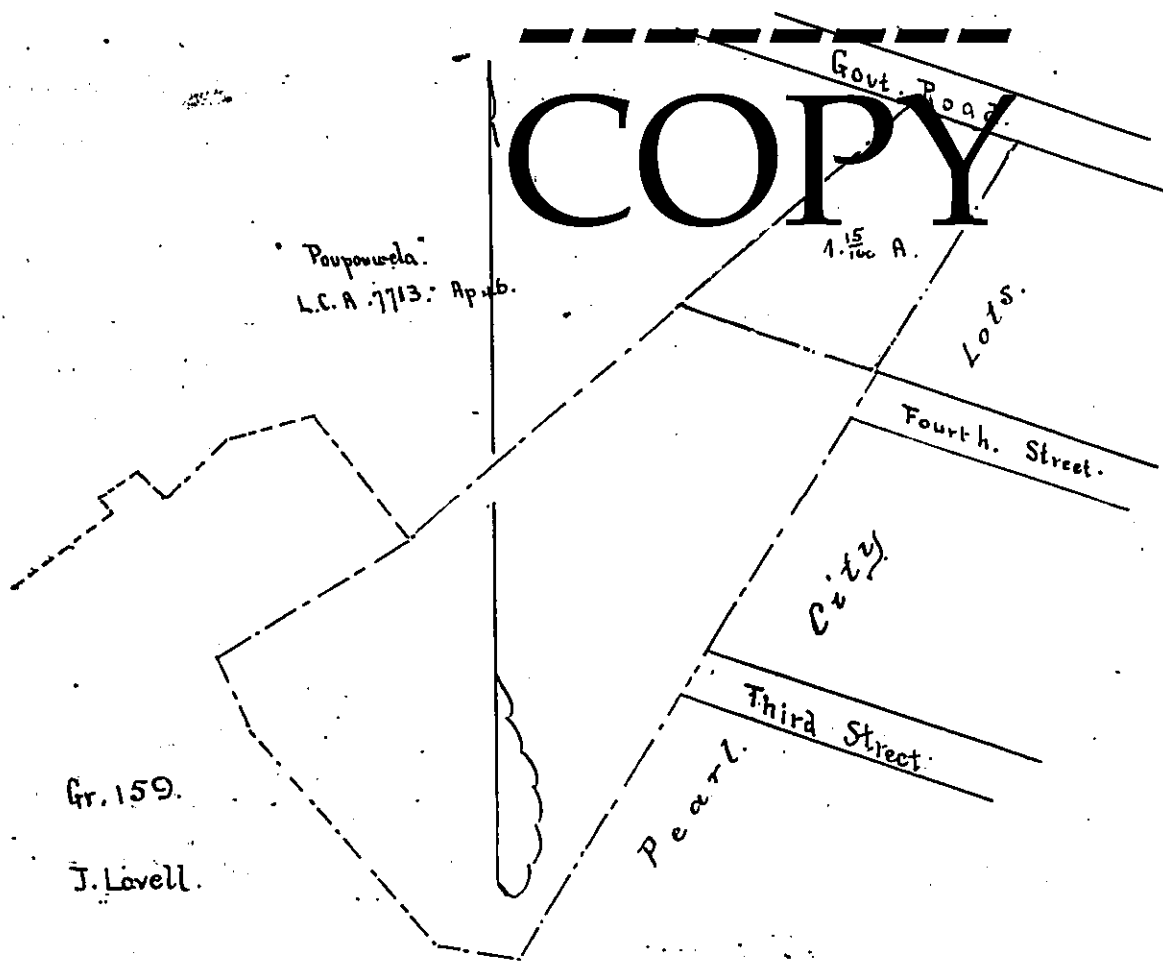 COPY
Govt. Road.
"Poupouwela."
L.C.A. 7713. Ap. 46.
1. 15/100 A.
Lots.
Fourth. Street.
City
Third Street
Pearl.
Gr. 159.
J. Lovell.